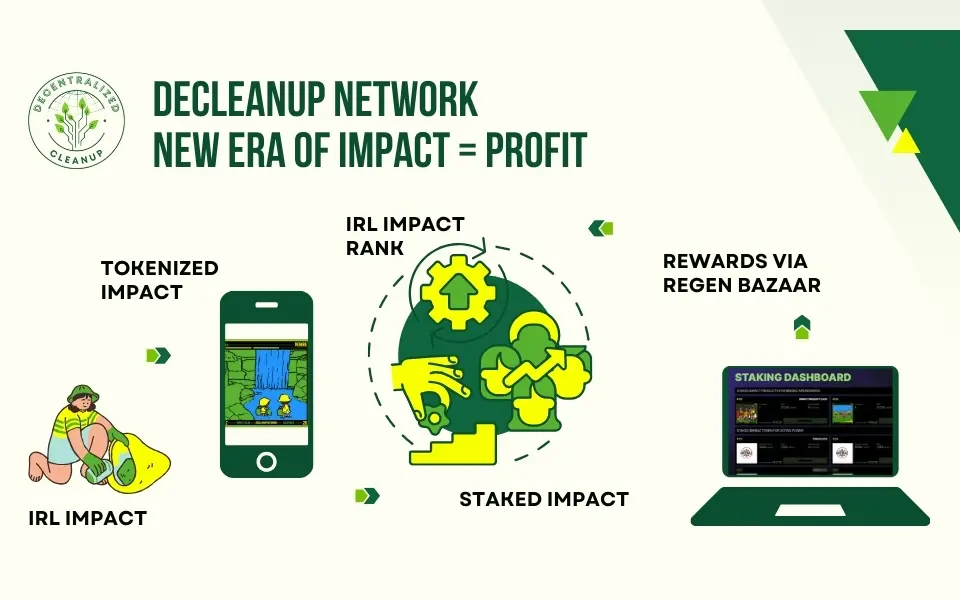 DECENTRALIZED
CLEANUP
DECLEANUP NETWORK
NEW ERA OF IMPACT = PROFIT
IRL IMPACT
RANK
TOKENIZED
IMPACT
REWARDS VIA
REGEN BAZAAR
STAKING DASHBOARD
STAKED IMPACT
IRL IMPACT